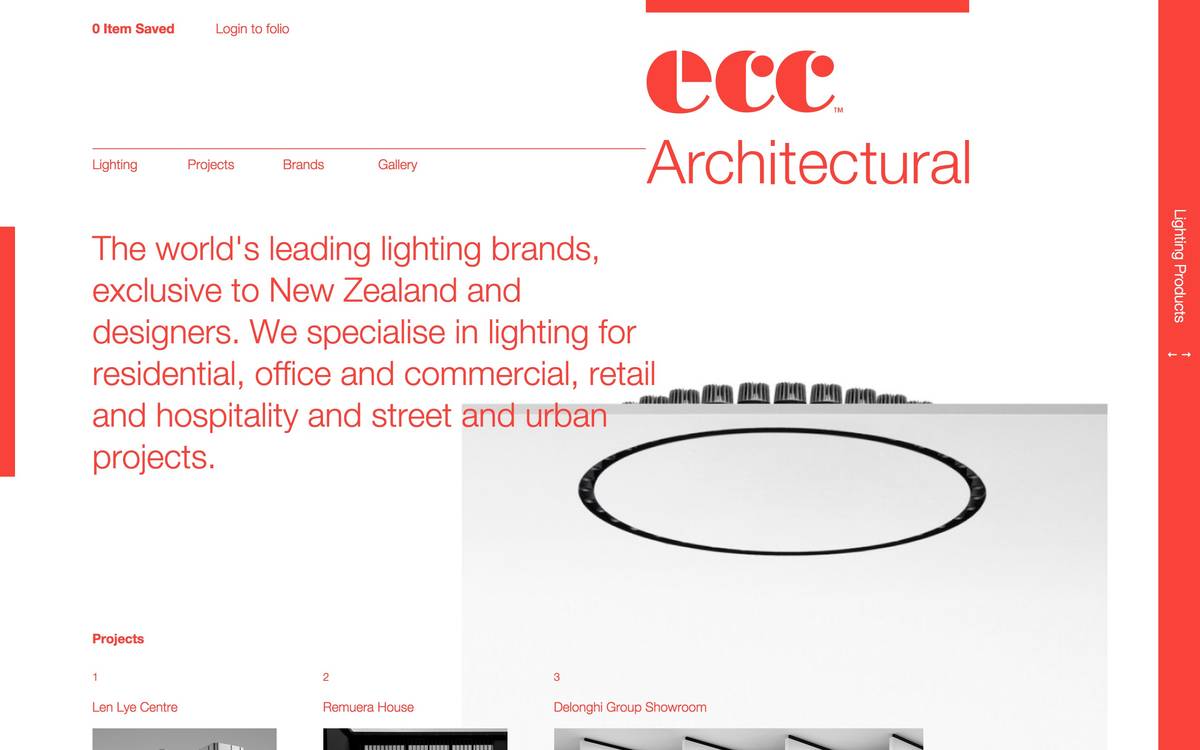 0 Item Saved
Login to folio
ecc™
Architectural
Lighting
Projects
Brands
Gallery
The world's leading lighting brands,
exclusive to New Zealand and
designers. We specialise in lighting for
residential, office and commercial, retail
and hospitality and street and urban
projects.
Lighting Products
Projects
1
Len Lye Centre
2
Remuera House
3
Delonghi Group Showroom